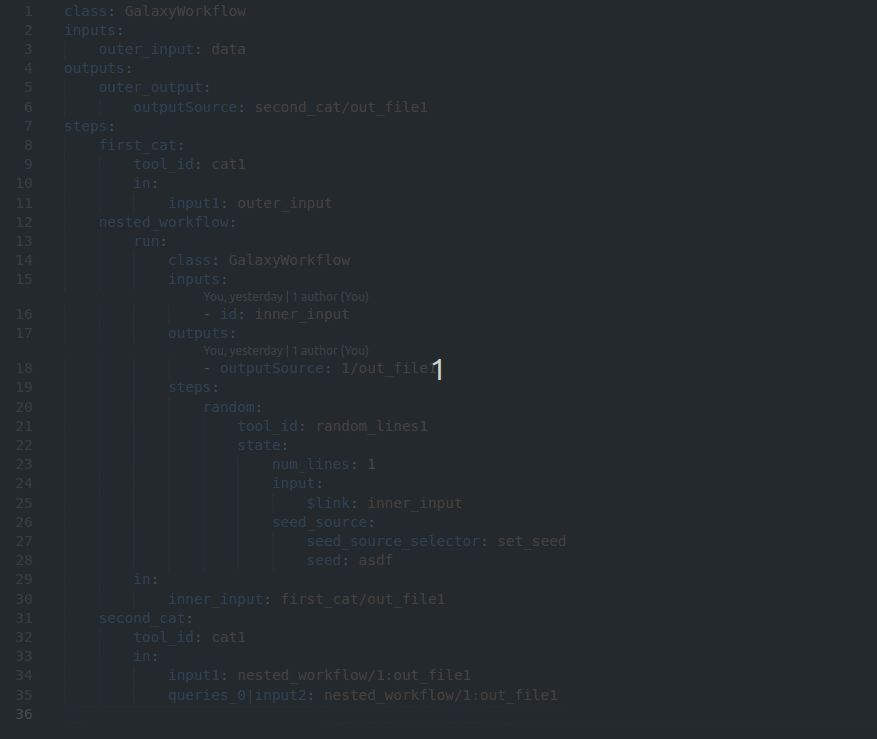 1 class: GalaxyWorkflow
2 inputs:
3 outer_input: data
4 outputs:
5 outer_output:
6 outputSource: second_cat/out_file1
7 steps:
8 first_cat:
9 tool_id: cat1
10 in:
11 input1: outer_input
12 nested_workflow:
13 run:
14 class: GalaxyWorkflow
15 inputs:
You, yesterday | 1 author (You)
16 - id: inner_input
17 outputs:
You, yesterday | 1 author (You)
18 - outputSource: 1/out_file1
1
19 steps:
20 random:
21 tool_id: random_lines1
22 state:
23 num_lines: 1
24 input:
25 $link: inner_input
26 seed_source:
27 seed_source_selector: set_seed
28 seed: asdf
29 in:
30 inner_input: first_cat/out_file1
31 second_cat:
32 tool_id: cat1
33 in:
34 input1: nested_workflow/1:out_file1
35 queries_0|input2: nested_workflow/1:out_file1
36